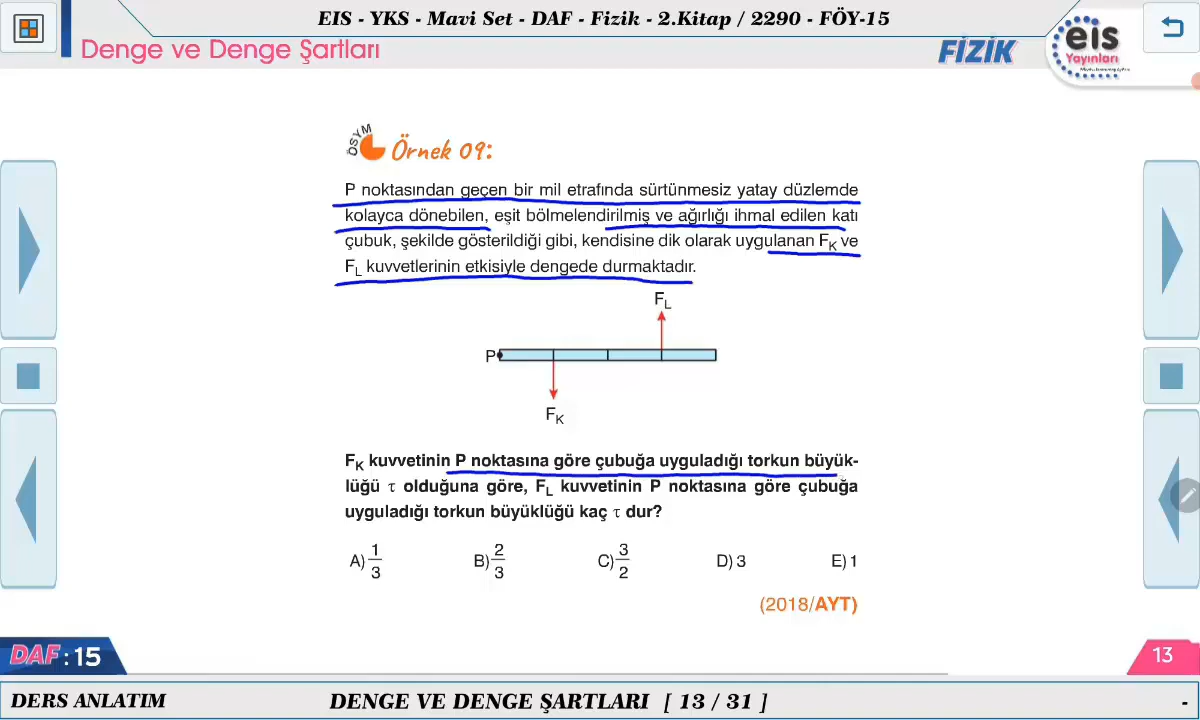 EIS - YKS - Mavi Set - DAF - Fizik - 2.Kitap / 2290 - FÖY-15
Denge ve Denge Şartları
FİZİK
eis
Yayınları
ÖSYM
Örnek 09:
P noktasından geçen bir mil etrafında sürtünmesiz yatay düzlemde
kolayca dönebilen, eşit bölmelendirilmiş ve ağırlığı ihmal edilen katı
çubuk, şekilde gösterildiği gibi, kendisine dik olarak uygulanan FK ve
FL kuvvetlerinin etkisiyle dengede durmaktadır.
FL
P
FK
FK kuvvetinin P noktasına göre çubuğa uyguladığı torkun büyük-
lüğü τ olduğuna göre, FL kuvvetinin P noktasına göre çubuğa
uyguladığı torkun büyüklüğü kaç τ dur?
A) 1/3 B) 2/3 C) 3/2 D) 3 E) 1
(2018/AYT)
DAF : 15
13
DERS ANLATIM
DENGE VE DENGE ŞARTLARI [ 13 / 31 ]
-